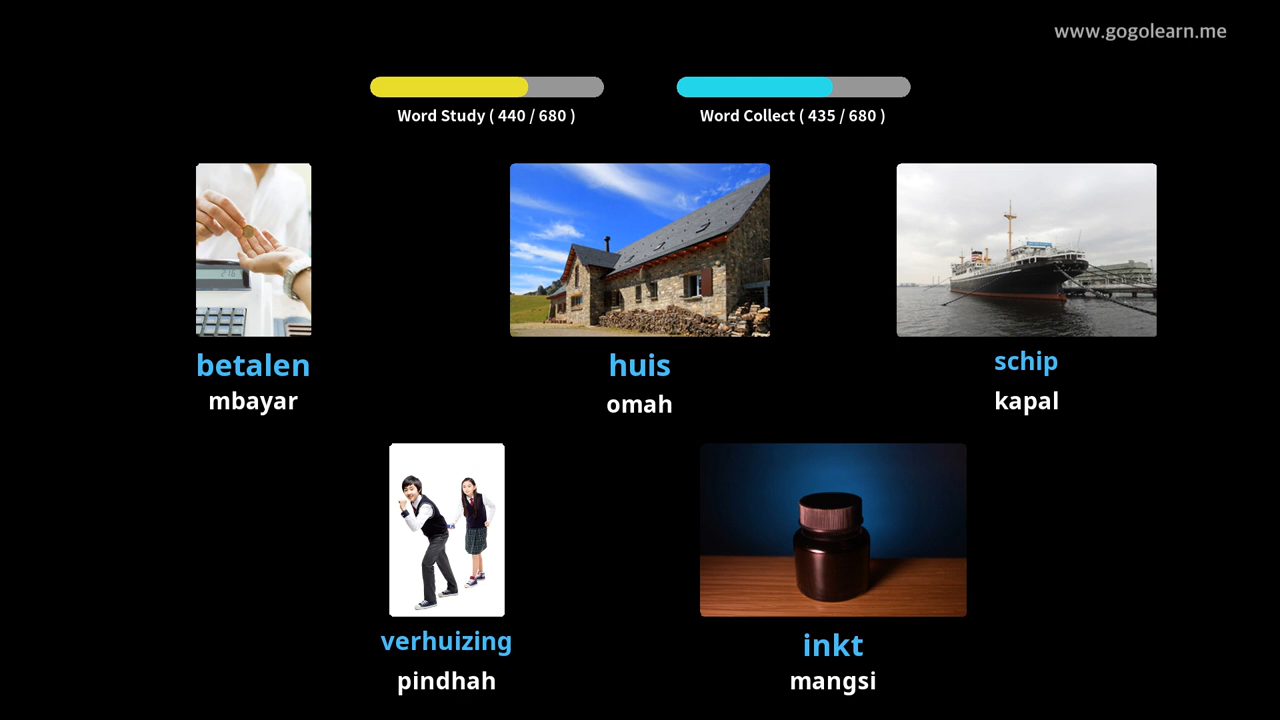 www.gogolearn.me
Word Study ( 440 / 680 )
Word Collect ( 435 / 680 )
betalen
mbayar
huis
omah
schip
kapal
verhuizing
pindhah
inkt
mangsi